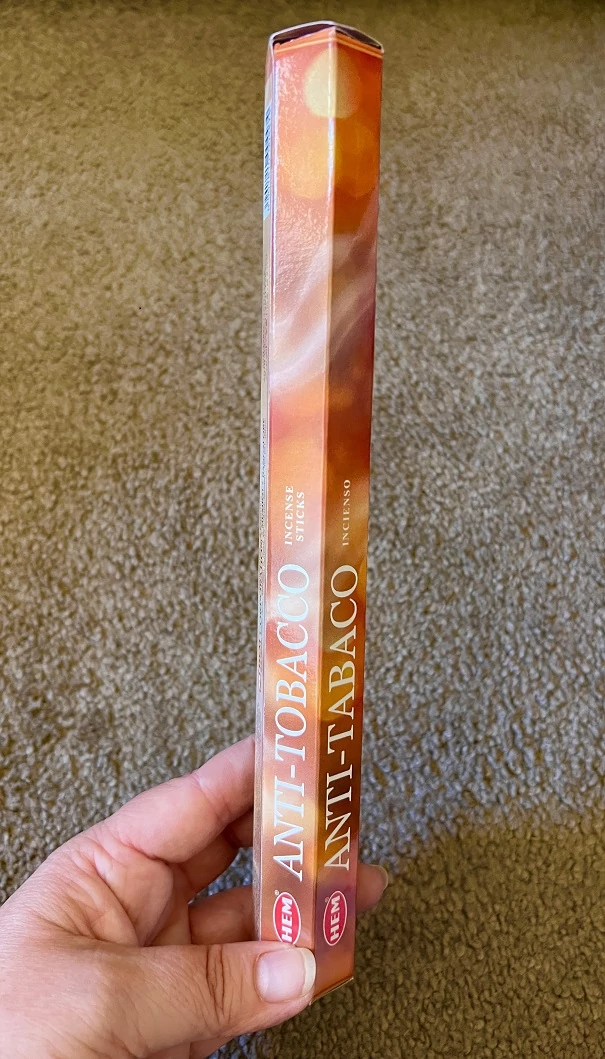 HEM®
ANTI-TOBACCO
INCENSE
STICKS
HEM
ANTI-TABACO
INCIENSO